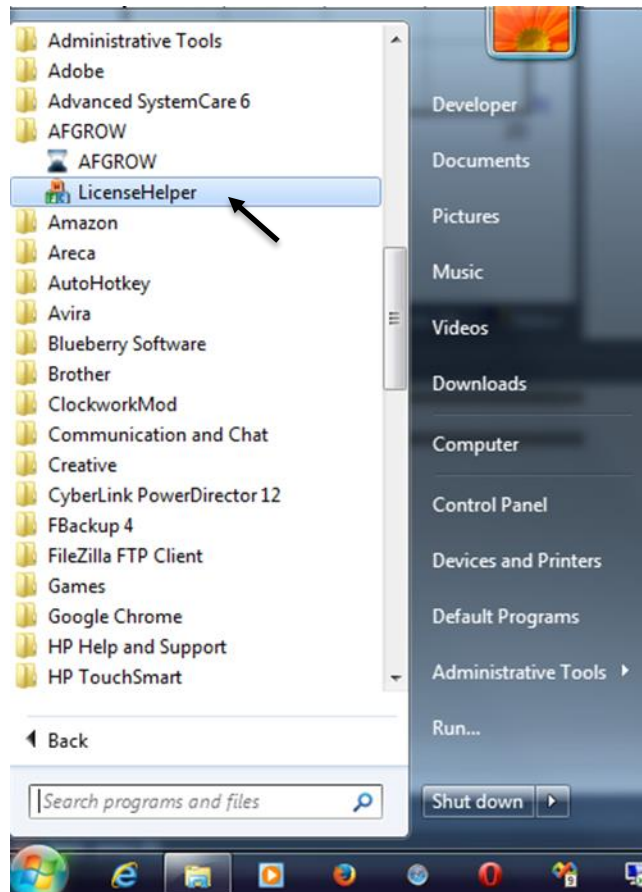 Administrative Tools
Adobe
Advanced SystemCare 6
AFGROW
AFGROW
LicenseHelper
Amazon
Areca
AutoHotkey
Avira
Blueberry Software
Brother
ClockworkMod
Communication and Chat
Creative
CyberLink PowerDirector 12
FBackup 4
FileZilla FTP Client
Games
Google Chrome
HP Help and Support
HP TouchSmart
Back
Search programs and files
Developer
Documents
Pictures
Music
Videos
Downloads
Computer
Control Panel
Devices and Printers
Default Programs
Administrative Tools
Run...
Shut down